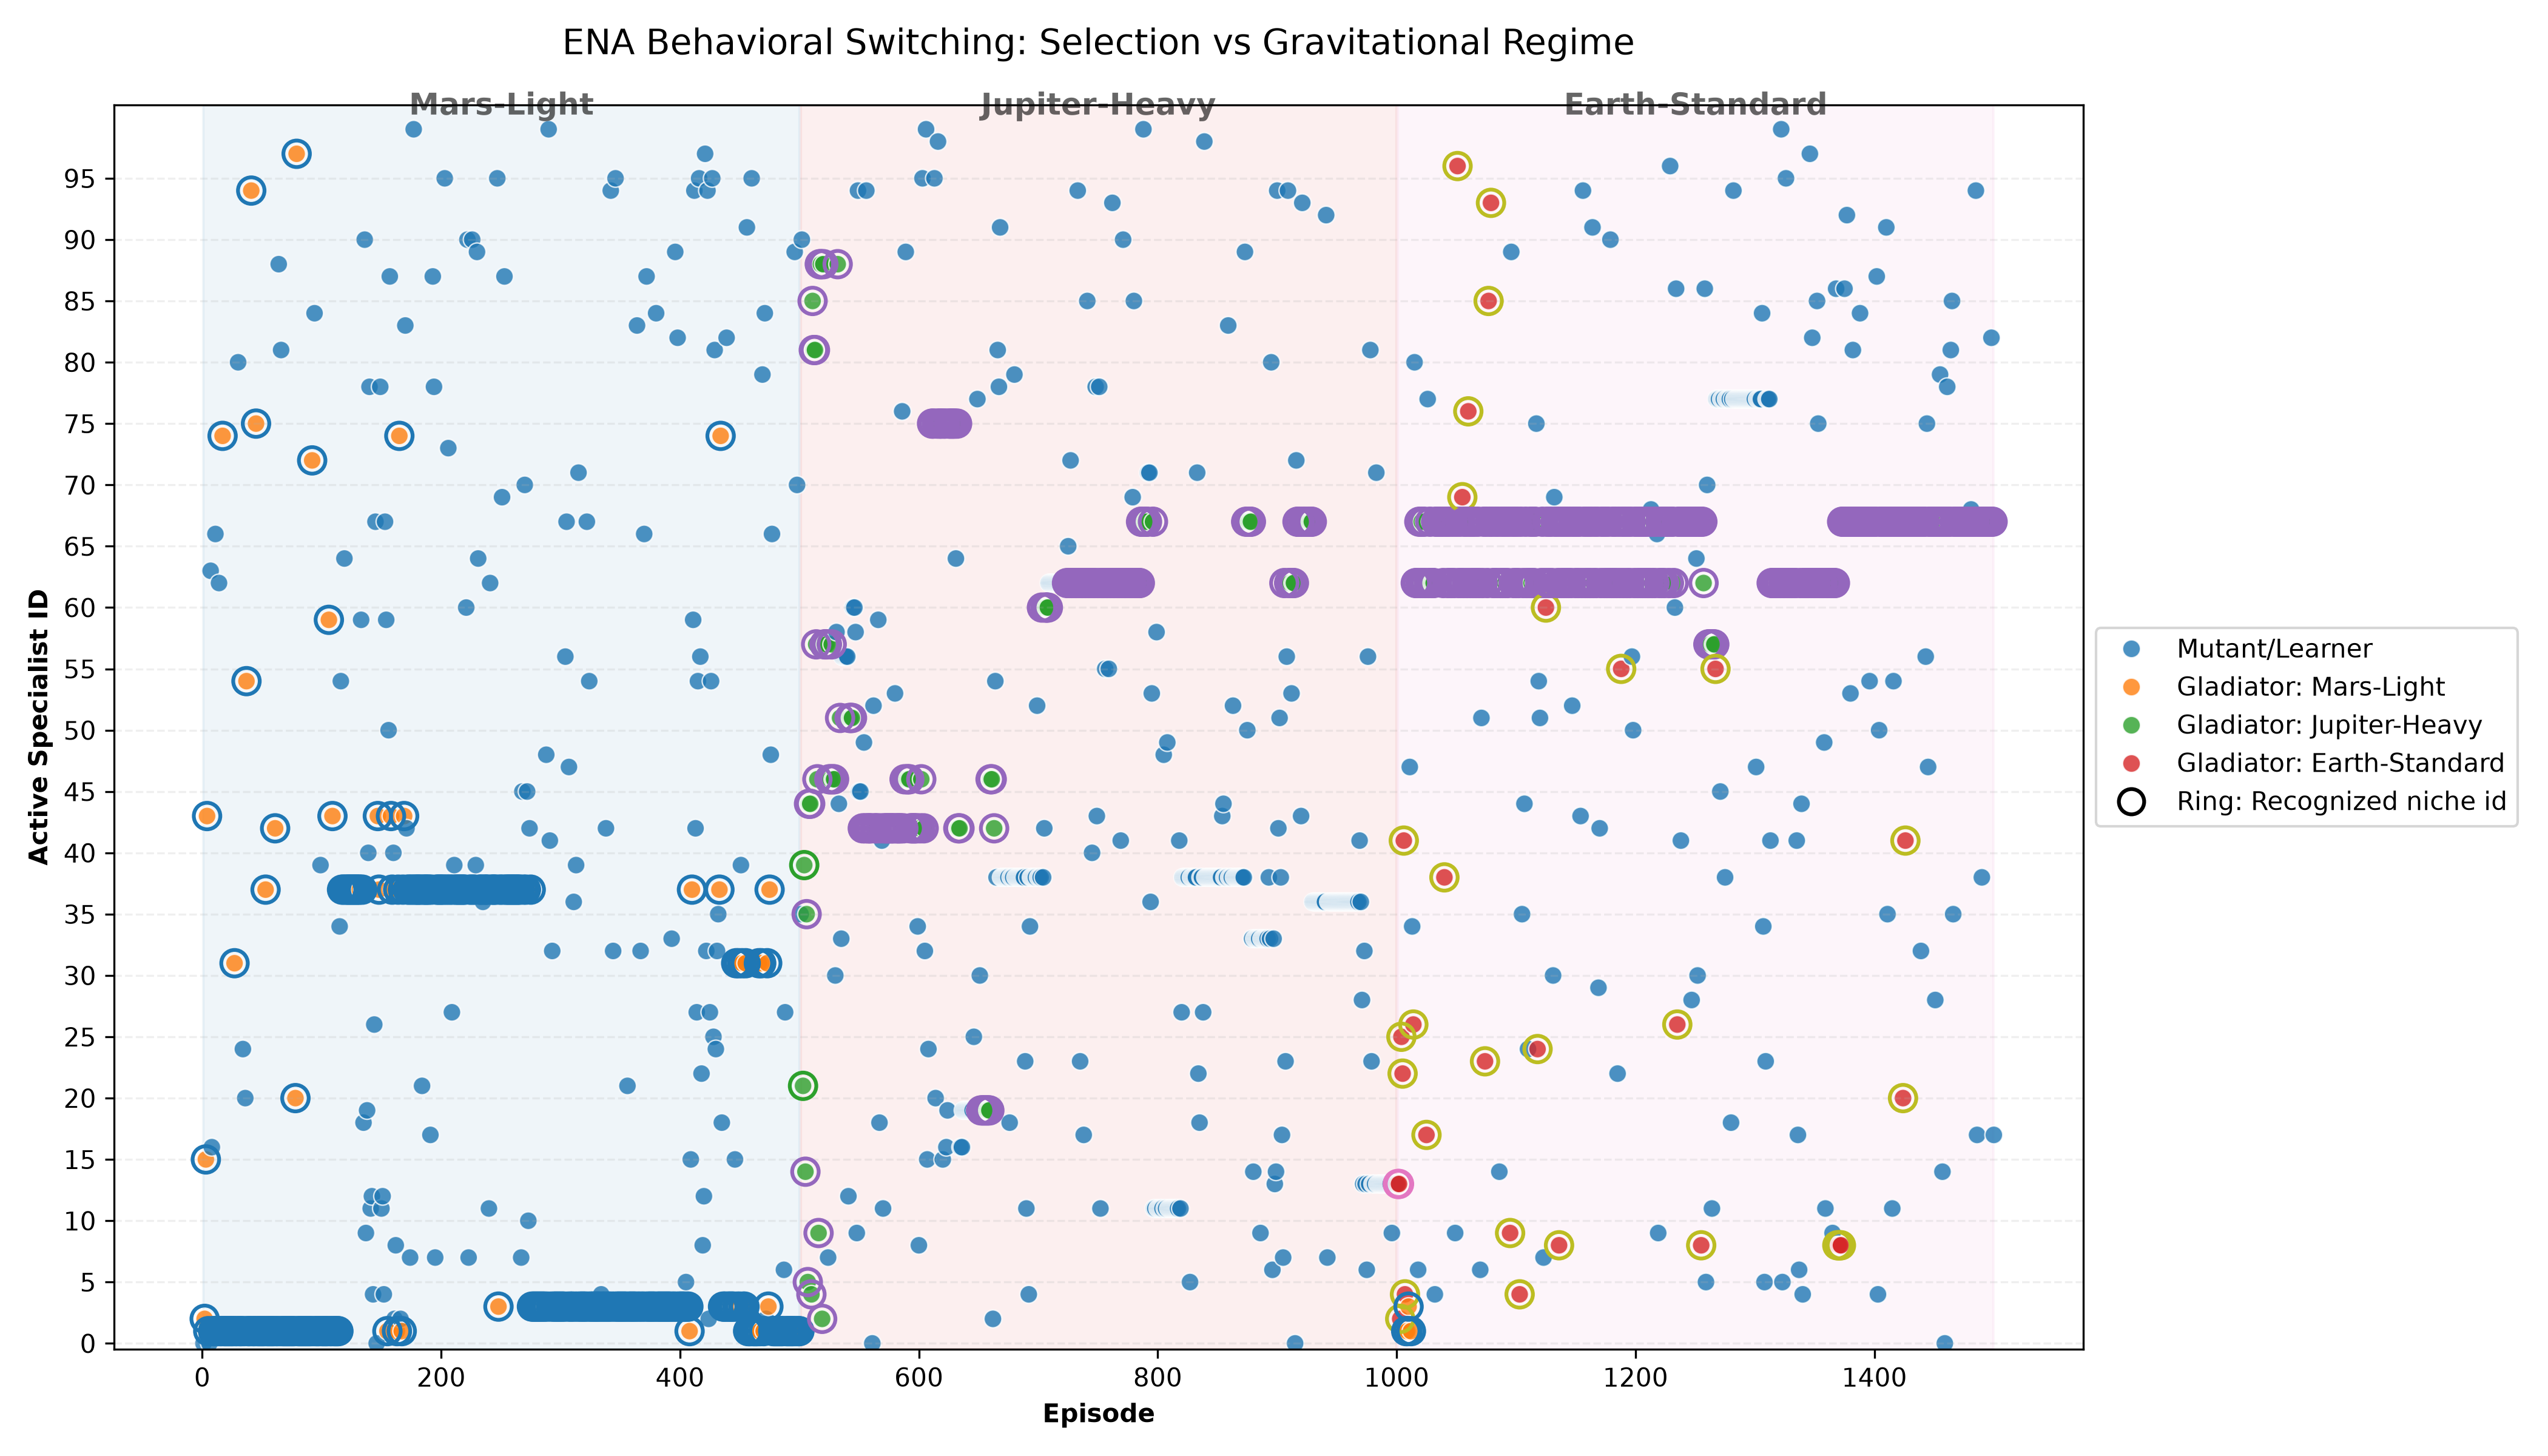 ENA Behavioral Switching: Selection vs Gravitational Regime
Mars-Light
Jupiter-Heavy
Earth-Standard
Active Specialist ID
95
90
85
80
75
70
65
60
55
50
45
40
35
30
25
20
15
10
5
0
0
200
400
600
800
1000
1200
1400
Episode
Mutant/Learner
Gladiator: Mars-Light
Gladiator: Jupiter-Heavy
Gladiator: Earth-Standard
Ring: Recognized niche id